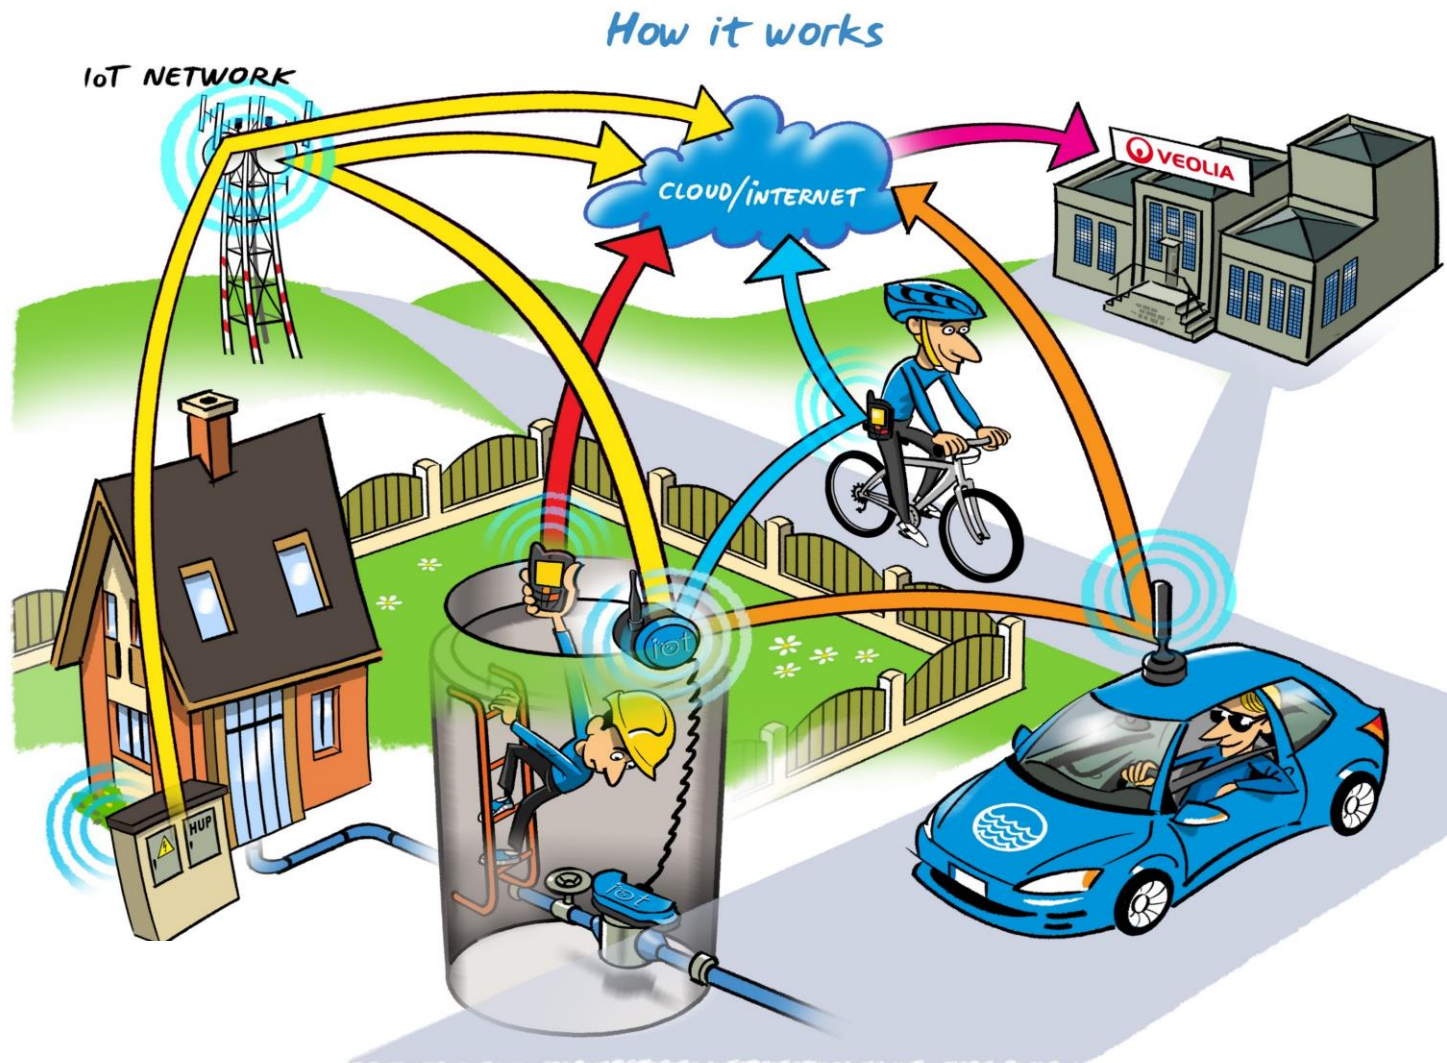 How it works
IoT NETWORK
CLOUD/INTERNET
VEOLIA
iot
HUP
iot